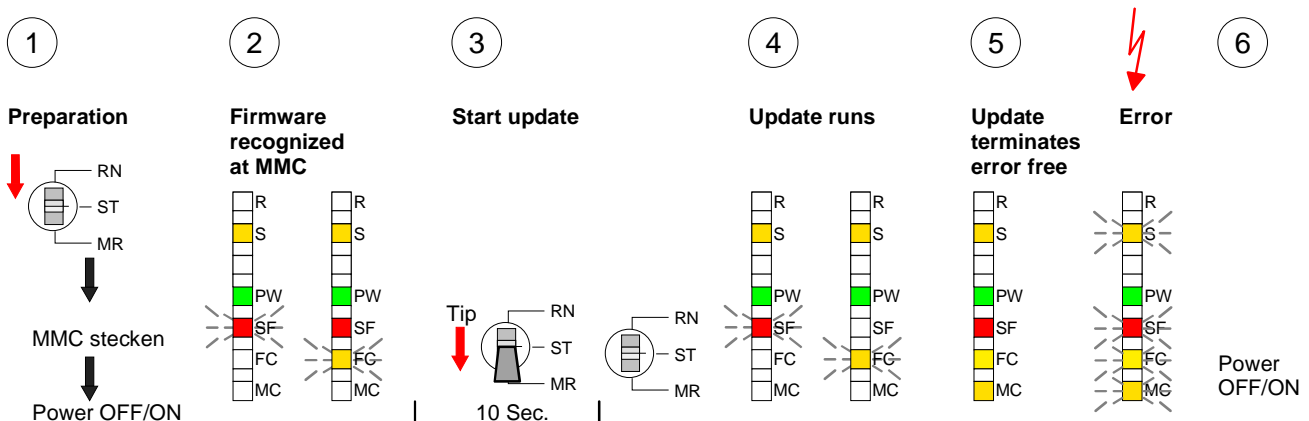 1
Preparation
RN
ST
MR
MMC stecken
Power OFF/ON
2
Firmware
recognized
at MMC
R
S
PW
SF
FC
MC
R
S
PW
SF
FC
MC
3
Start update
Tip
RN
ST
MR
10 Sec.
RN
ST
MR
4
Update runs
R
S
PW
SF
FC
MC
R
S
PW
SF
FC
MC
5
Update
terminates
error free
R
S
PW
SF
FC
MC
Error
R
S
PW
SF
FC
MC
6
Power
OFF/ON